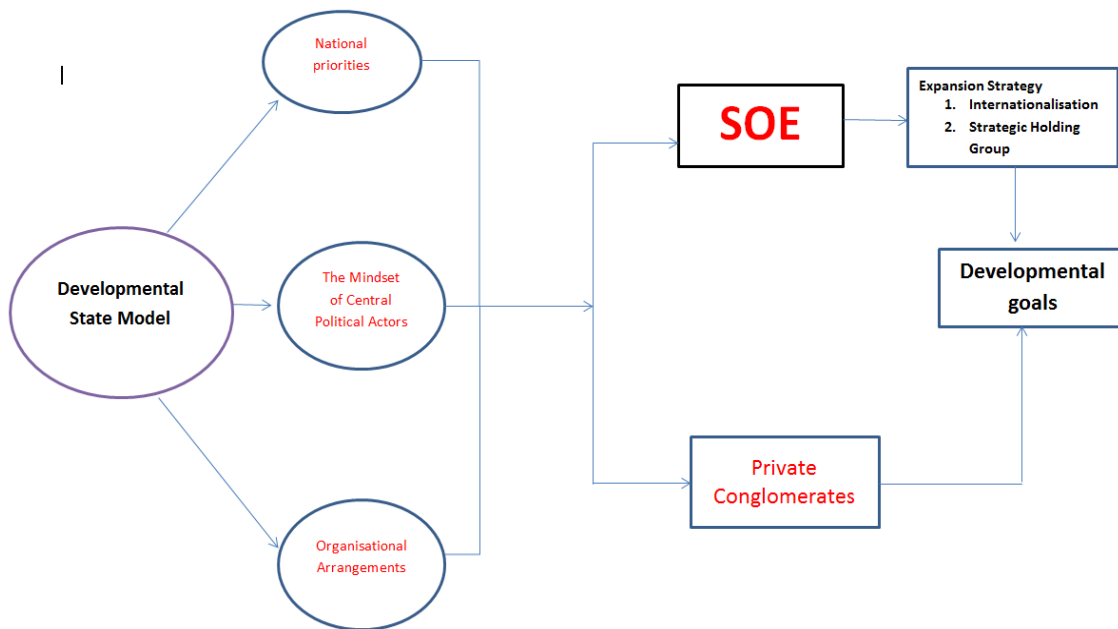 National
priorities
Developmental
State Model
The Mindset
of Central
Political Actors
Organisational
Arrangements
SOE
Expansion Strategy
1. Internationalisation
2. Strategic Holding
Group
Developmental
goals
Private
Conglomerates